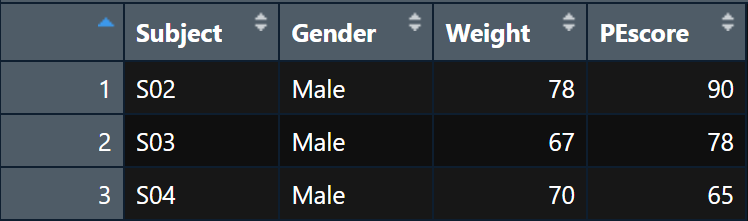 Subject Gender Weight PEscore
1 S02 Male 78 90
2 S03 Male 67 78
3 S04 Male 70 65